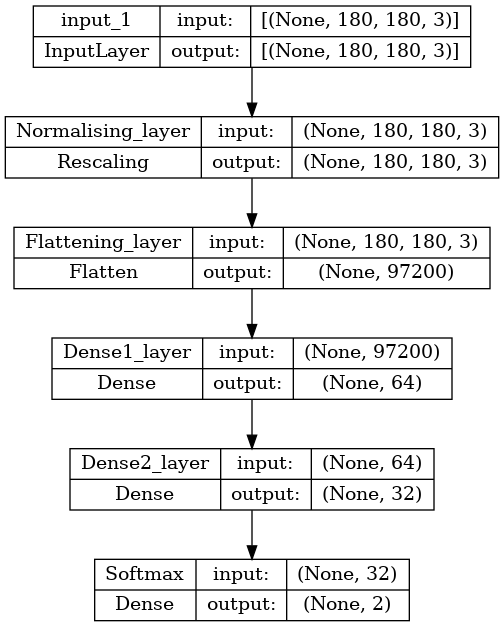 input_1 input: [(None, 180, 180, 3)]
InputLayer output: [(None, 180, 180, 3)]
Normalising_layer input: (None, 180, 180, 3)
Rescaling output: (None, 180, 180, 3)
Flattening_layer input: (None, 180, 180, 3)
Flatten output: (None, 97200)
Dense1_layer input: (None, 97200)
Dense output: (None, 64)
Dense2_layer input: (None, 64)
Dense output: (None, 32)
Softmax input: (None, 32)
Dense output: (None, 2)